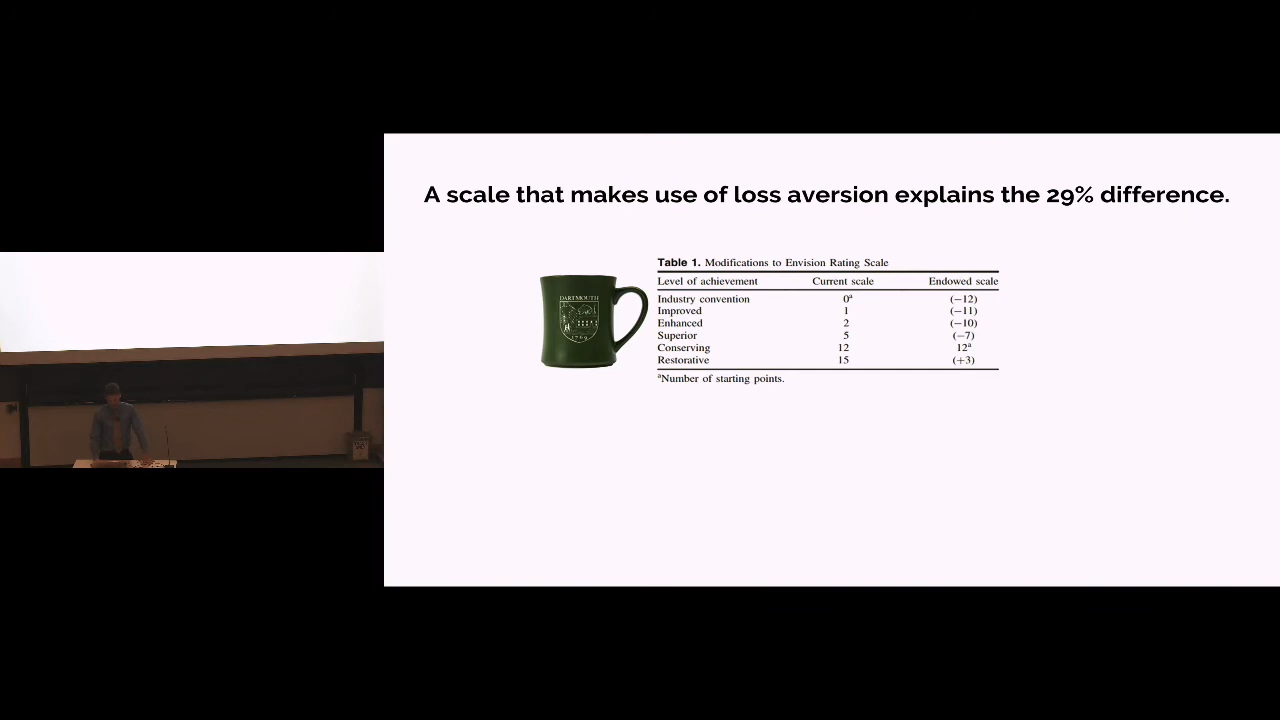 A scale that makes use of loss aversion explains the 29% difference.
Table 1. Modifications to Envision Rating Scale
Level of achievement Current scale Endowed scale
Industry convention 0ᵃ (−12)
Improved 1 (−11)
Enhanced 2 (−10)
Superior 5 (−7)
Conserving 12 12ᵃ
Restorative 15 (+3)
ᵃNumber of starting points.
DARTMOUTH
1769